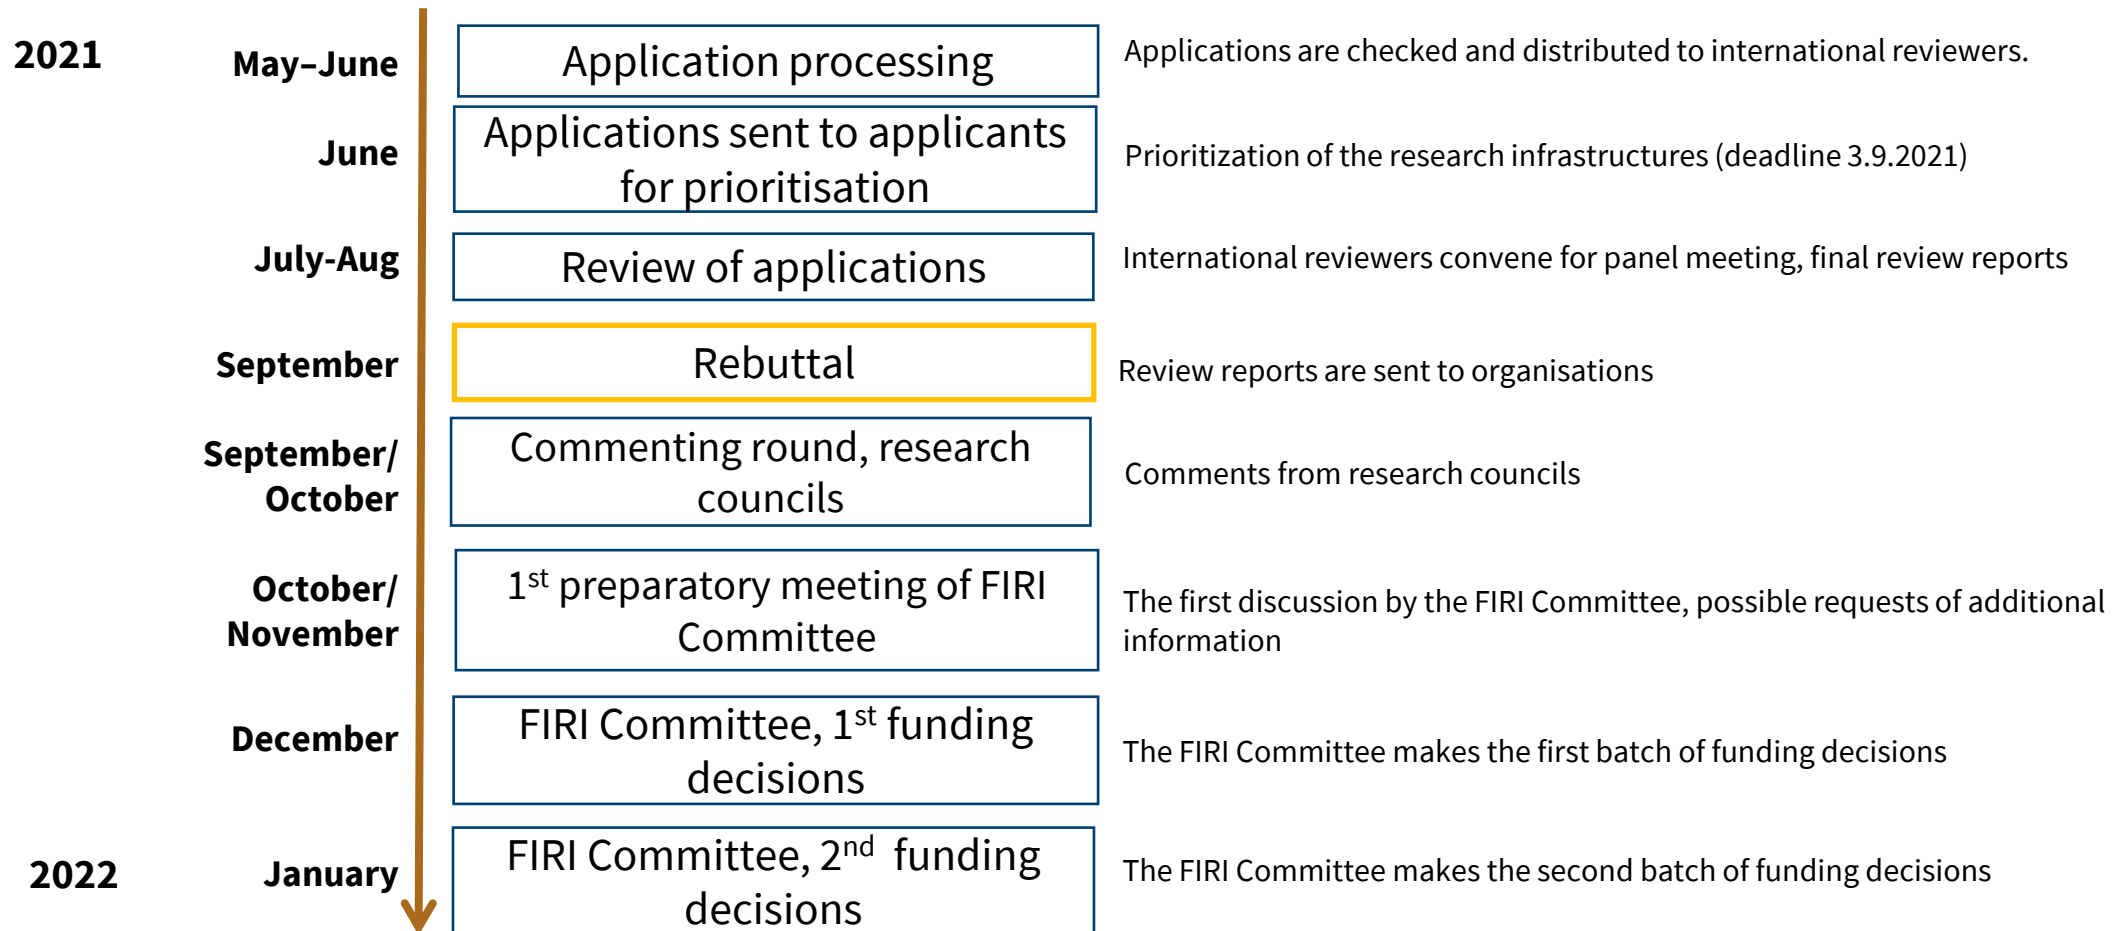 2021
May–June
Application processing
Applications are checked and distributed to international reviewers.
June
Applications sent to applicants
for prioritisation
Prioritization of the research infrastructures (deadline 3.9.2021)
July-Aug
Review of applications
International reviewers convene for panel meeting, final review reports
September
Rebuttal
Review reports are sent to organisations
September/
October
Commenting round, research
councils
Comments from research councils
October/
November
1st preparatory meeting of FIRI
Committee
The first discussion by the FIRI Committee, possible requests of additional
information
December
FIRI Committee, 1st funding
decisions
The FIRI Committee makes the first batch of funding decisions
2022
January
FIRI Committee, 2nd funding
decisions
The FIRI Committee makes the second batch of funding decisions